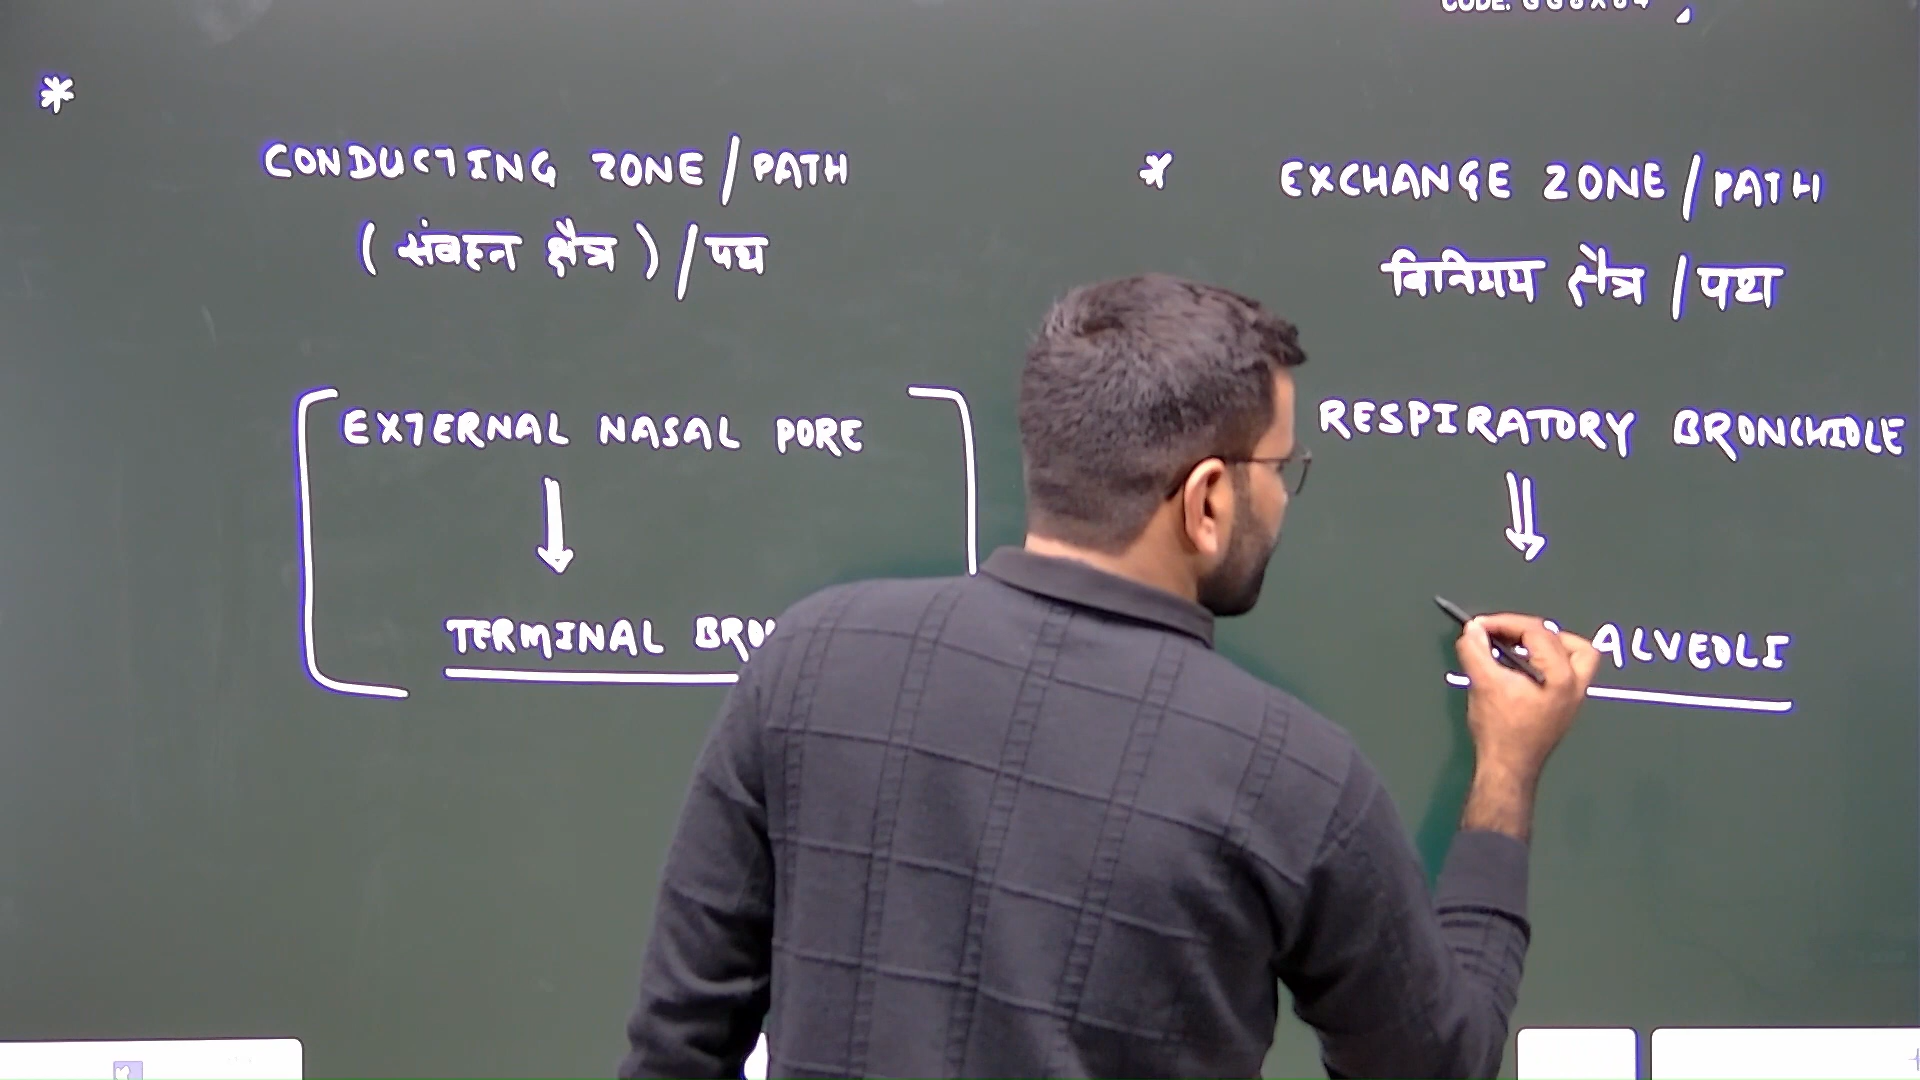 *
CONDUCTING ZONE / PATH
(संवहन क्षैत्र) / पथ
EXTERNAL NASAL PORE
↓
TERMINAL
* EXCHANGE ZONE / PATH
विनिमय क्षैत्र / पथ
RESPIRATORY BRONCHIOLE
⇓
ALVEOLI